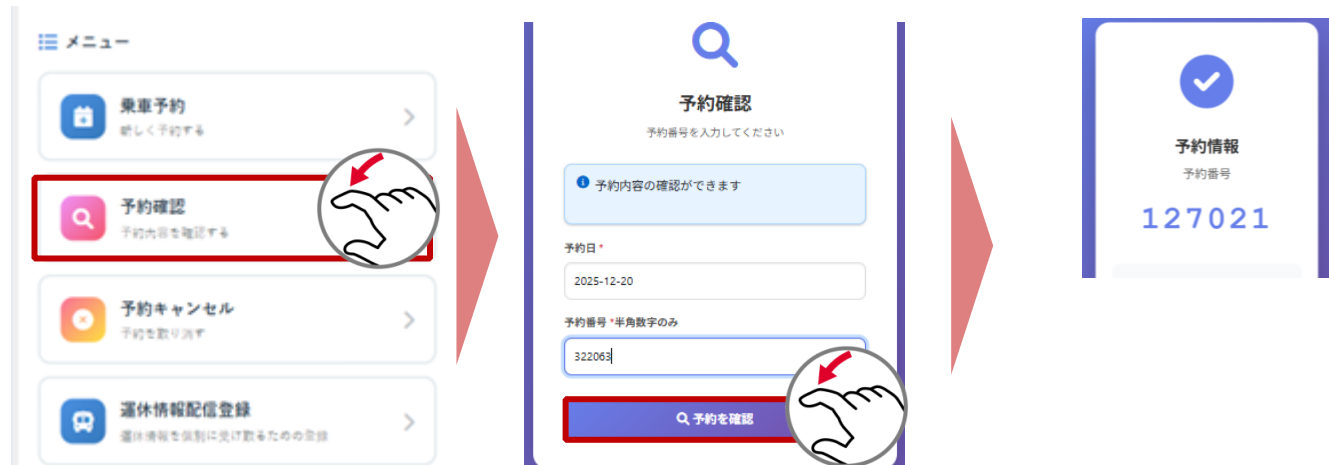 メニュー
乗車予約
新しく予約する
予約確認
予約内容を確認する
予約キャンセル
予約を取り消す
運休情報配信登録
運休情報を個別に受け取るための登録
予約確認
予約番号を入力してください
予約内容の確認ができます
予約日 *
2025-12-20
予約番号 *半角数字のみ
322063
予約を確認
予約情報
予約番号
127021